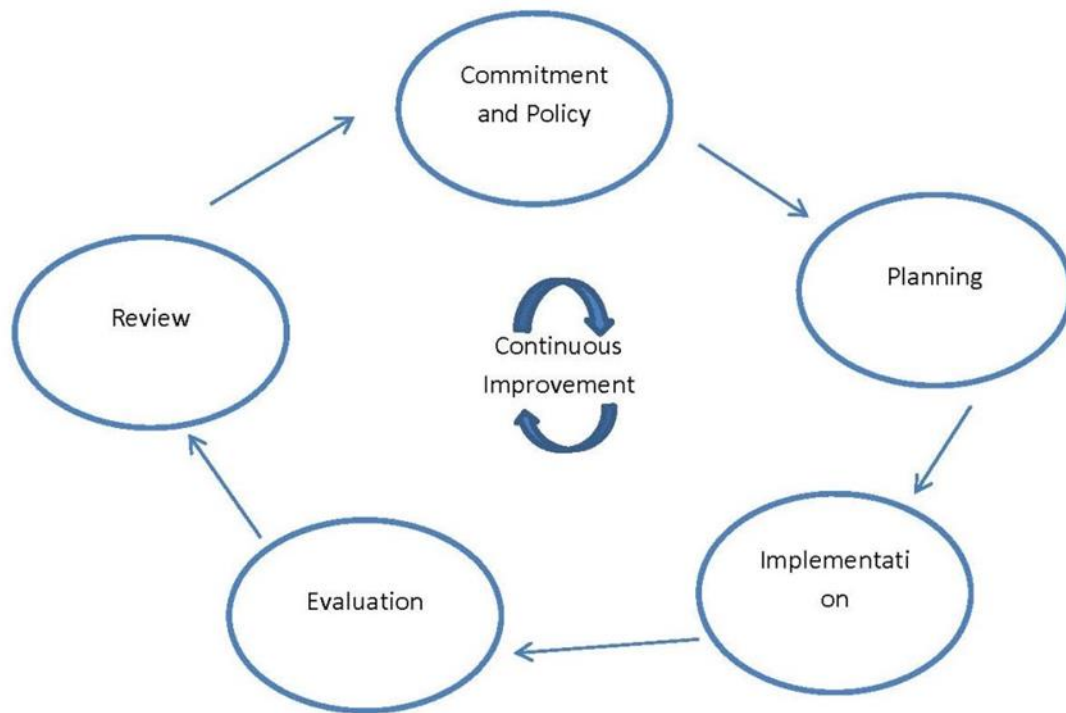 Commitment
and Policy
Planning
Review
Continuous
Improvement
Implementati
on
Evaluation